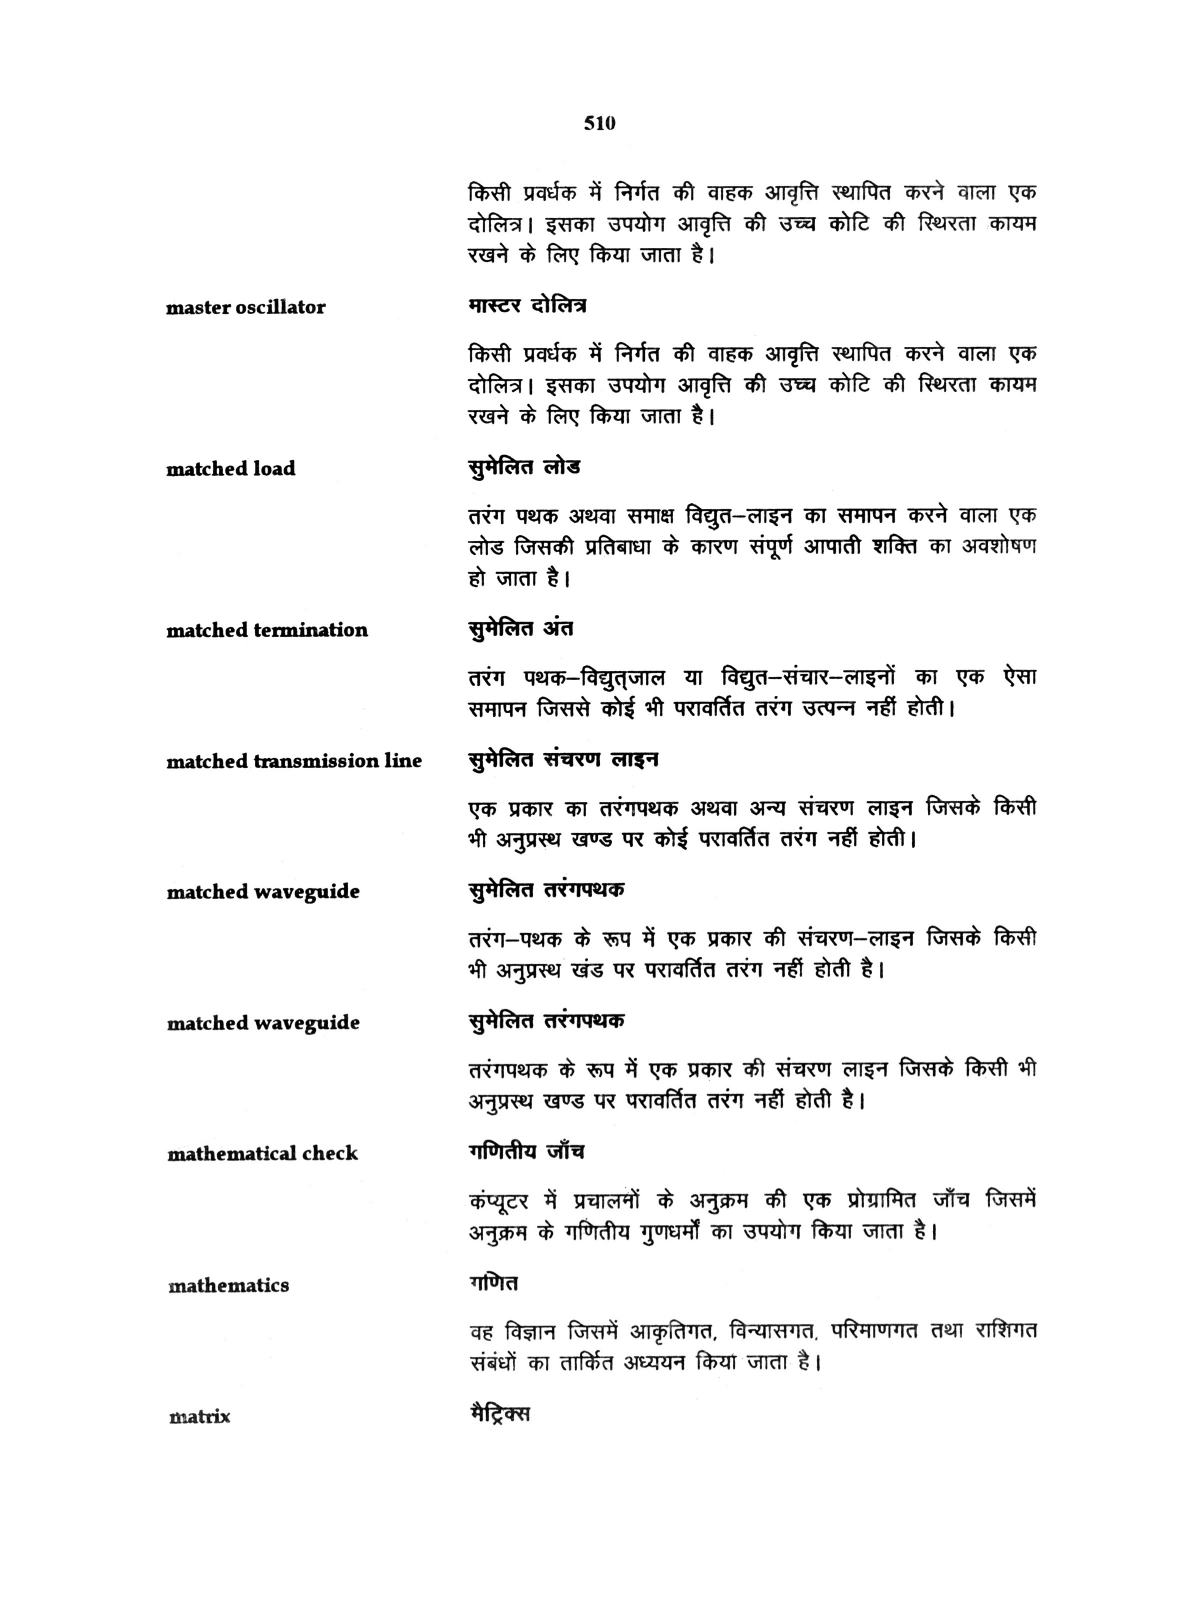 510
किसी प्रवर्धक में निर्गत की वाहक आवृत्ति स्थापित करने वाला एक
दोलित्र। इसका उपयोग आवृत्ति की उच्च कोटि की स्थिरता कायम
रखने के लिए किया जाता है।
master oscillator मास्टर दोलित्र
किसी प्रवर्धक में निर्गत की वाहक आवृत्ति स्थापित करने वाला एक
दोलित्र। इसका उपयोग आवृत्ति की उच्च कोटि की स्थिरता कायम
रखने के लिए किया जाता है।
matched load सुमेलित लोड
तरंग पथक अथवा समाक्ष विद्युत–लाइन का समापन करने वाला एक
लोड जिसकी प्रतिबाधा के कारण संपूर्ण आपाती शक्ति का अवशोषण
हो जाता है।
matched termination सुमेलित अंत
तरंग पथक–विद्युत्जाल या विद्युत–संचार–लाइनों का एक ऐसा
समापन जिससे कोई भी परावर्तित तरंग उत्पन्न नहीं होती।
matched transmission line सुमेलित संचरण लाइन
एक प्रकार का तरंगपथक अथवा अन्य संचरण लाइन जिसके किसी
भी अनुप्रस्थ खण्ड पर कोई परावर्तित तरंग नहीं होती।
matched waveguide सुमेलित तरंगपथक
तरंग–पथक के रूप में एक प्रकार की संचरण–लाइन जिसके किसी
भी अनुप्रस्थ खंड पर परावर्तित तरंग नहीं होती है।
matched waveguide सुमेलित तरंगपथक
तरंगपथक के रूप में एक प्रकार की संचरण लाइन जिसके किसी भी
अनुप्रस्थ खण्ड पर परावर्तित तरंग नहीं होती है।
mathematical check गणितीय जाँच
कंप्यूटर में प्रचालनों के अनुक्रम की एक प्रोग्रामित जाँच जिसमें
अनुक्रम के गणितीय गुणधर्मों का उपयोग किया जाता है।
mathematics गणित
वह विज्ञान जिसमें आकृतिगत, विन्यासगत, परिमाणगत तथा राशिगत
संबंधों का तार्कित अध्ययन किया जाता है।
matrix मैट्रिक्स